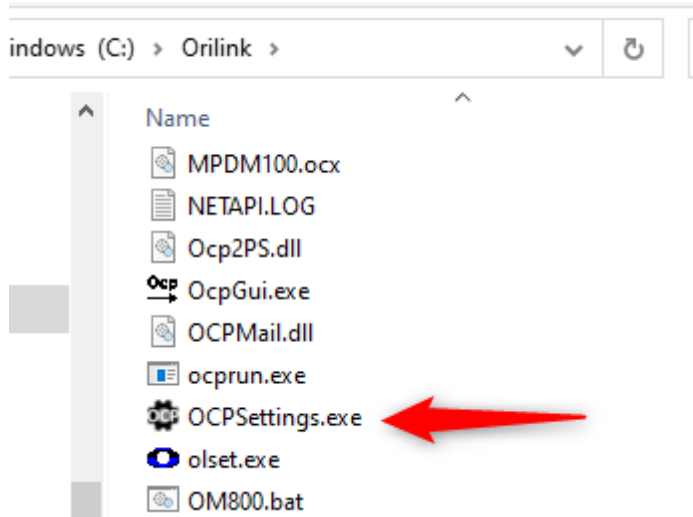 indows (C:) > Orilink >
Name
MPDM100.ocx
NETAPI.LOG
Ocp2PS.dll
Ocp OcpGui.exe
OCPMail.dll
ocprun.exe
OCP OCPSettings.exe
olset.exe
OM800.bat